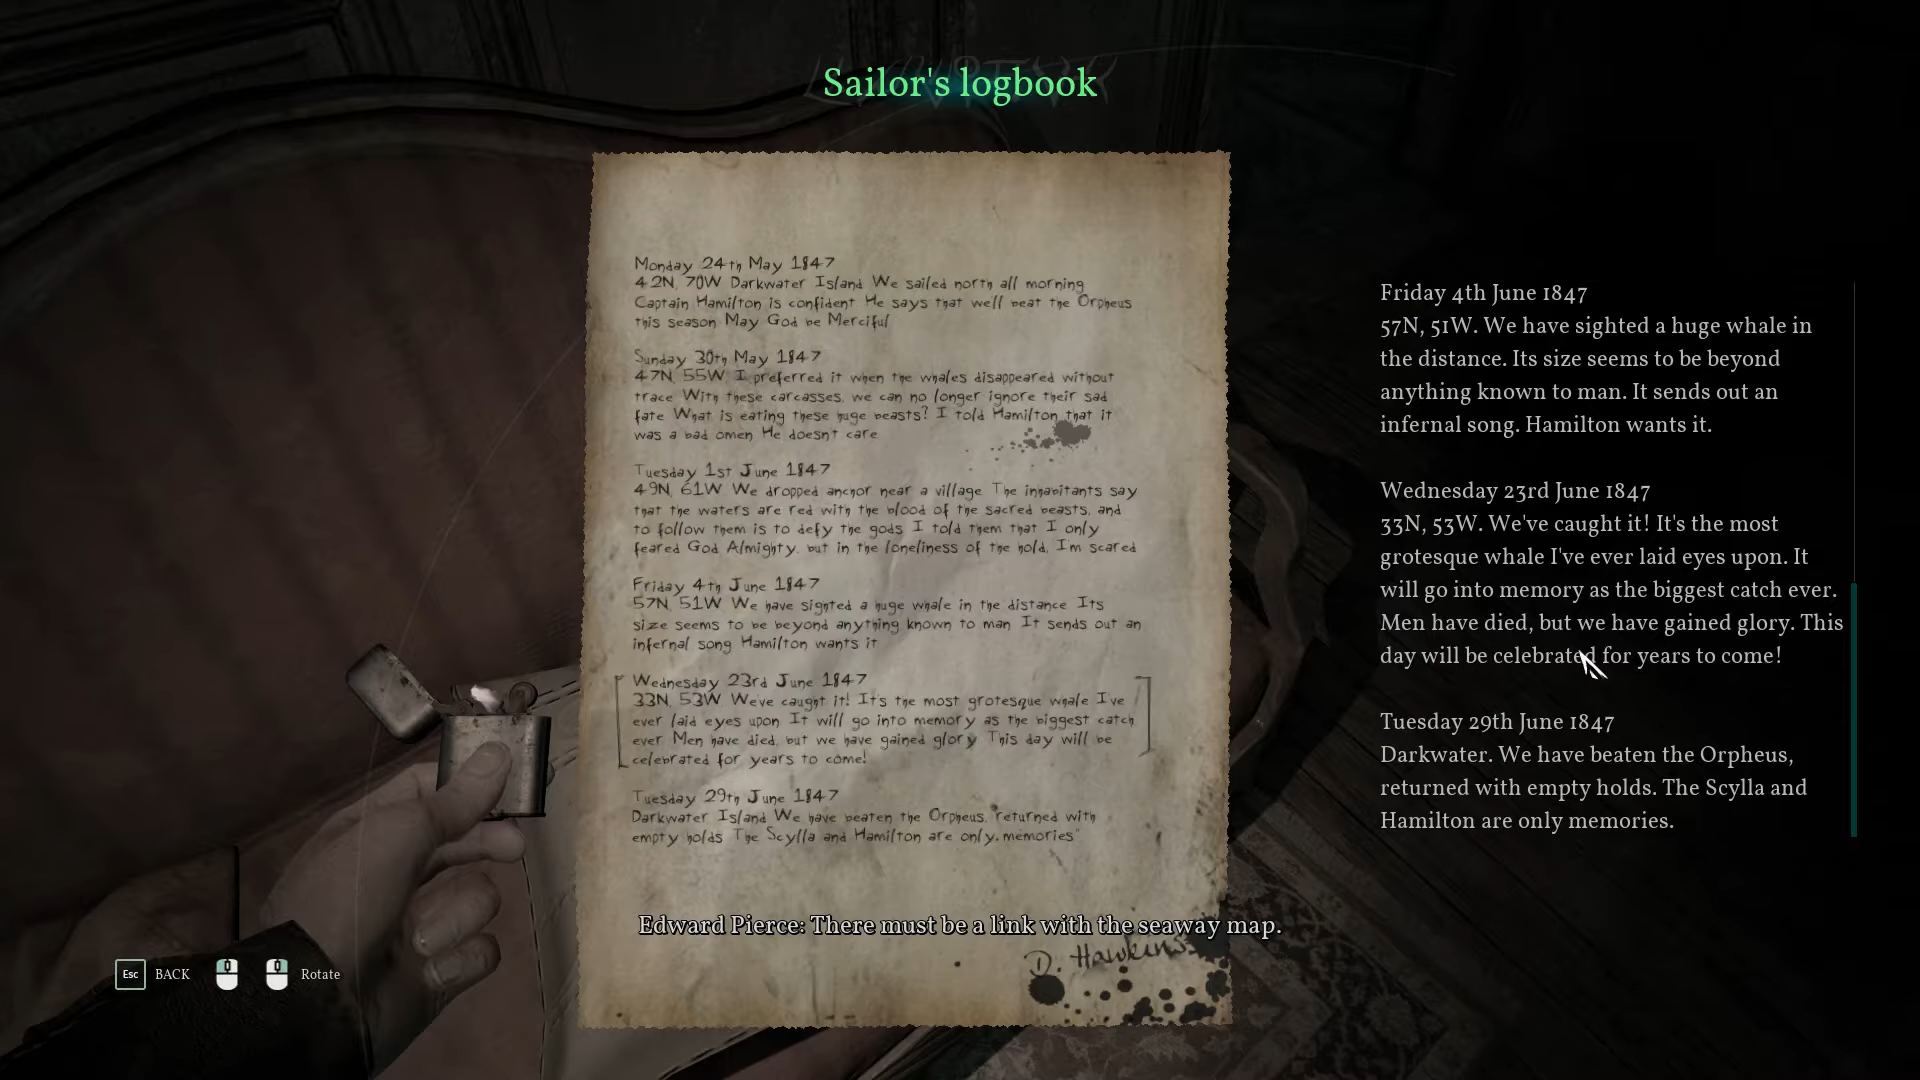 Sailor's logbook
Monday 24th May 1847
42N, 70W Darkwater Island We sailed north all morning
Captain Hamilton is confident He says that we'll beat the Orpheus
this season May God be Merciful
Sunday 30th May 1847
47N 55W I preferred it when the whales disappeared without
trace With these carcasses, we can no longer ignore their sad
fate What is eating these huge beasts? I told Hamilton that it
was a bad omen He doesn't care
Tuesday 1st June 1847
49N, 61W We dropped anchor near a village The inhabitants say
that the waters are red with the blood of the sacred beasts, and
to follow them is to defy the gods I told them that I only
feared God Almighty, but in the loneliness of the hold, I'm scared
Friday 4th June 1847
57N, 51W We have sighted a huge whale in the distance Its
size seems to be beyond anything known to man It sends out an
infernal song Hamilton wants it
Wednesday 23rd June 1847
33N, 53W We've caught it! It's the most grotesque whale I've
ever laid eyes upon It will go into memory as the biggest catch
ever Men have died, but we have gained glory This day will be
celebrated for years to come!
Tuesday 29th June 1847
Darkwater Island We have beaten the Orpheus, returned with
empty holds The Scylla and Hamilton are only memories"
D. Hawkins
Friday 4th June 1847
57N, 51W. We have sighted a huge whale in
the distance. Its size seems to be beyond
anything known to man. It sends out an
infernal song. Hamilton wants it.
Wednesday 23rd June 1847
33N, 53W. We've caught it! It's the most
grotesque whale I've ever laid eyes upon. It
will go into memory as the biggest catch ever.
Men have died, but we have gained glory. This
day will be celebrated for years to come!
Tuesday 29th June 1847
Darkwater. We have beaten the Orpheus,
returned with empty holds. The Scylla and
Hamilton are only memories.
Edward Pierce: There must be a link with the seaway map.
Esc BACK Rotate